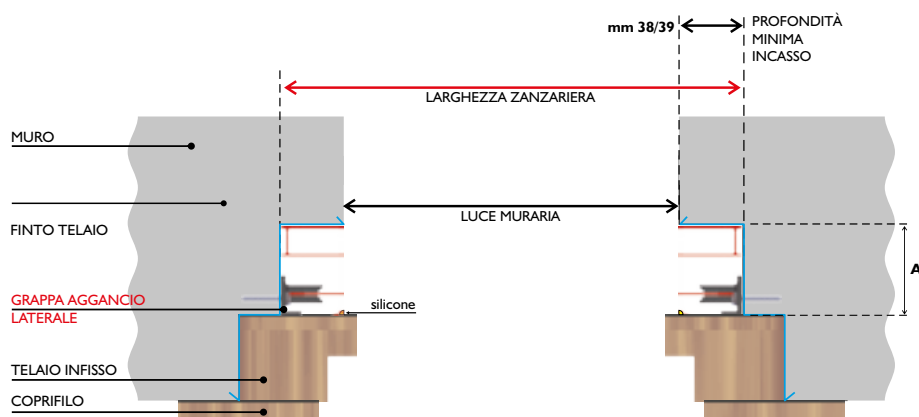 mm 38/39
PROFONDITÀ
MINIMA
INCASSO
LARGHEZZA ZANZARIERA
MURO
LUCE MURARIA
FINTO TELAIO
A
GRAPPA AGGANCIO
LATERALE
silicone
TELAIO INFISSO
COPRIFILO